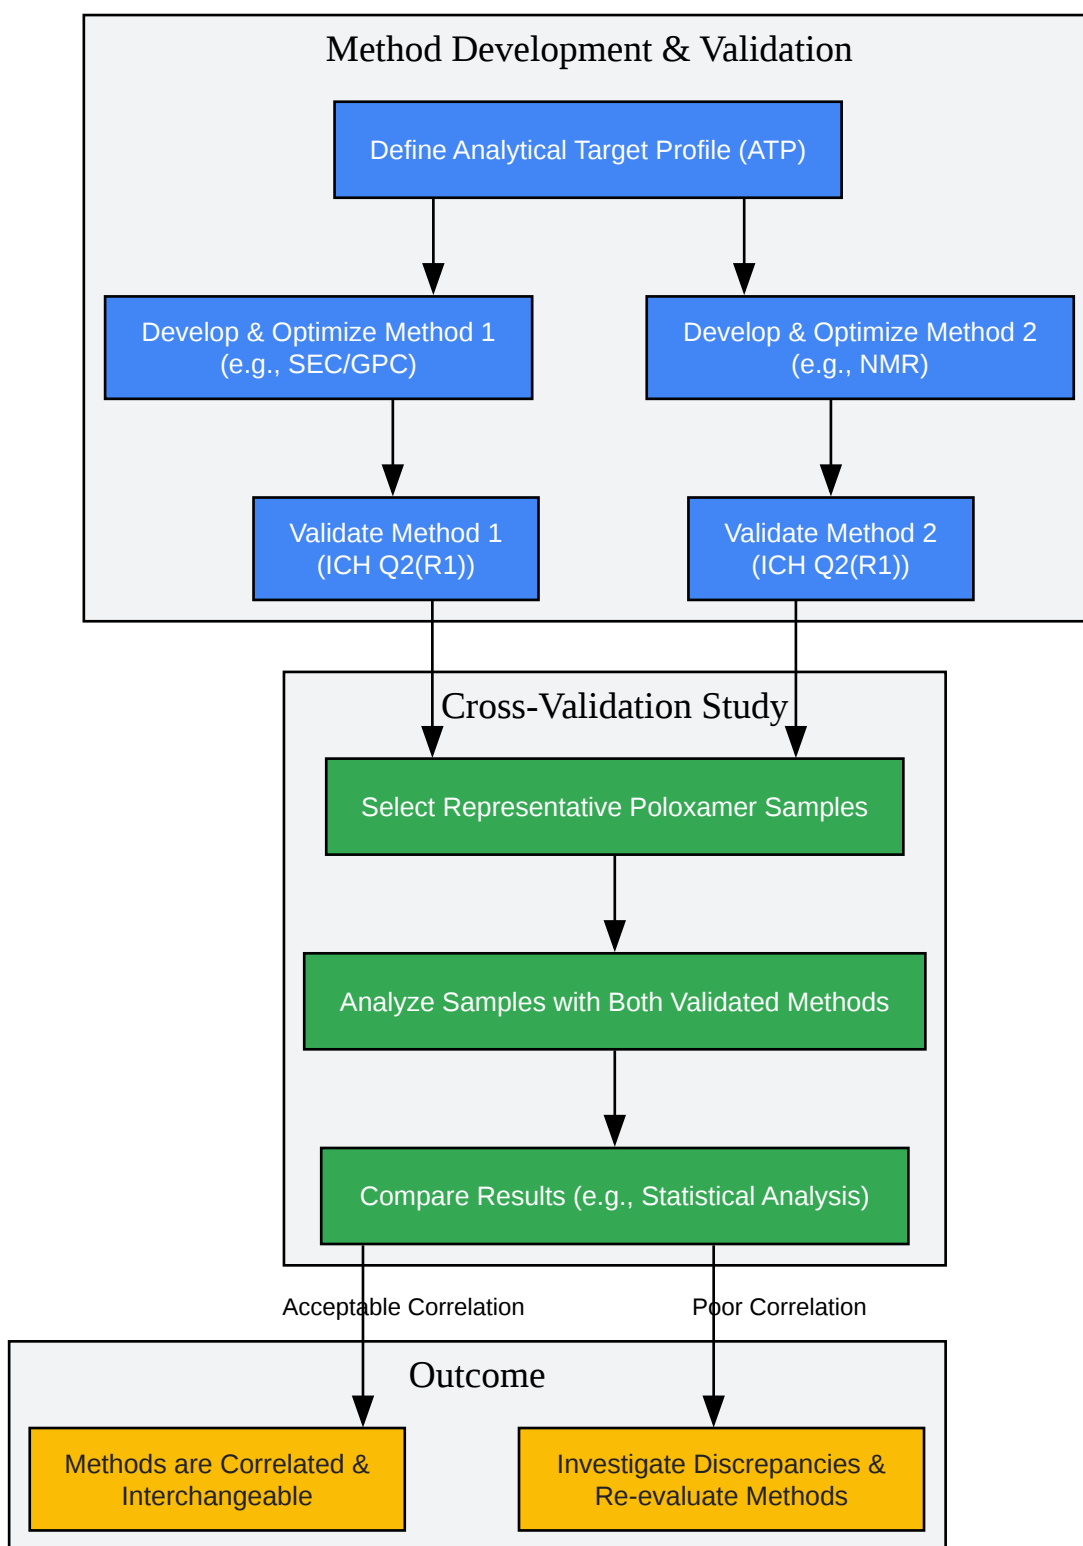 Method Development & Validation
Define Analytical Target Profile (ATP)
Develop & Optimize Method 1
(e.g., SEC/GPC)
Develop & Optimize Method 2
(e.g., NMR)
Validate Method 1
(ICH Q2(R1))
Validate Method 2
(ICH Q2(R1))
Cross-Validation Study
Select Representative Poloxamer Samples
Analyze Samples with Both Validated Methods
Compare Results (e.g., Statistical Analysis)
Acceptable Correlation
Poor Correlation
Outcome
Methods are Correlated &
Interchangeable
Investigate Discrepancies &
Re-evaluate Methods